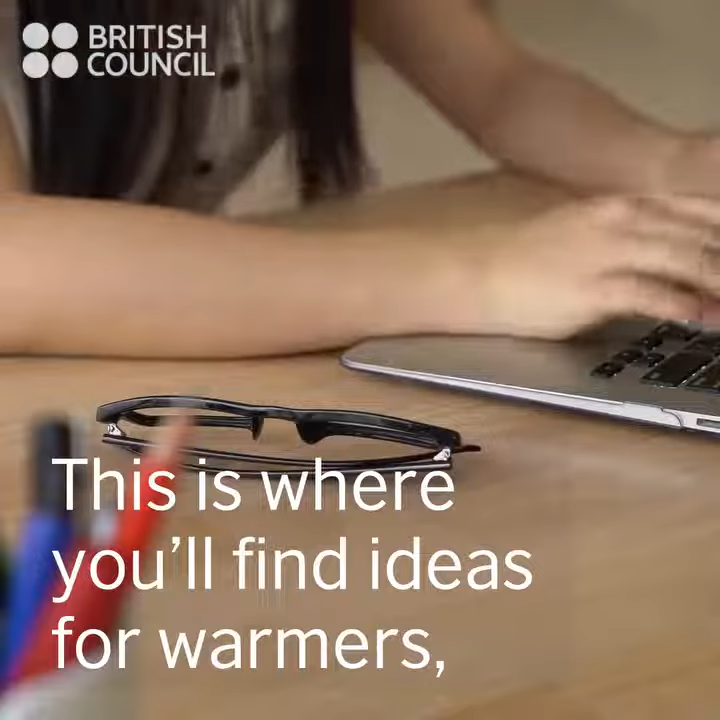 BRITISH
COUNCIL
This is where
you'll find ideas
for warmers,